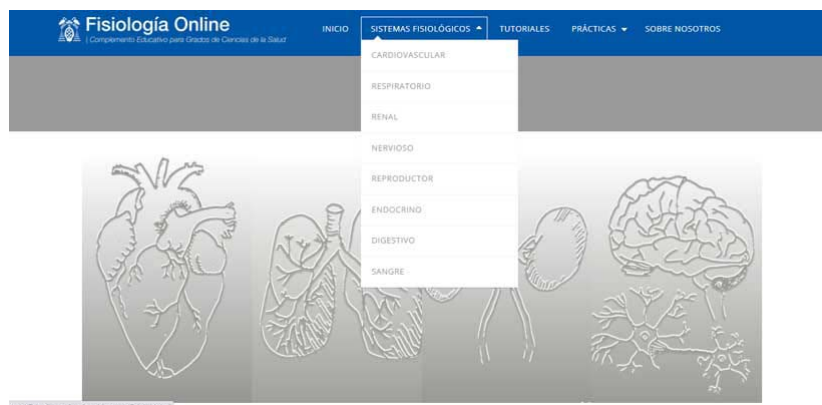 Fisiología Online
| Complemento Educativo para Grados de Ciencias de la Salud
INICIO SISTEMAS FISIOLÓGICOS TUTORIALES PRÁCTICAS SOBRE NOSOTROS
CARDIOVASCULAR
RESPIRATORIO
RENAL
NERVIOSO
REPRODUCTOR
ENDOCRINO
DIGESTIVO
SANGRE